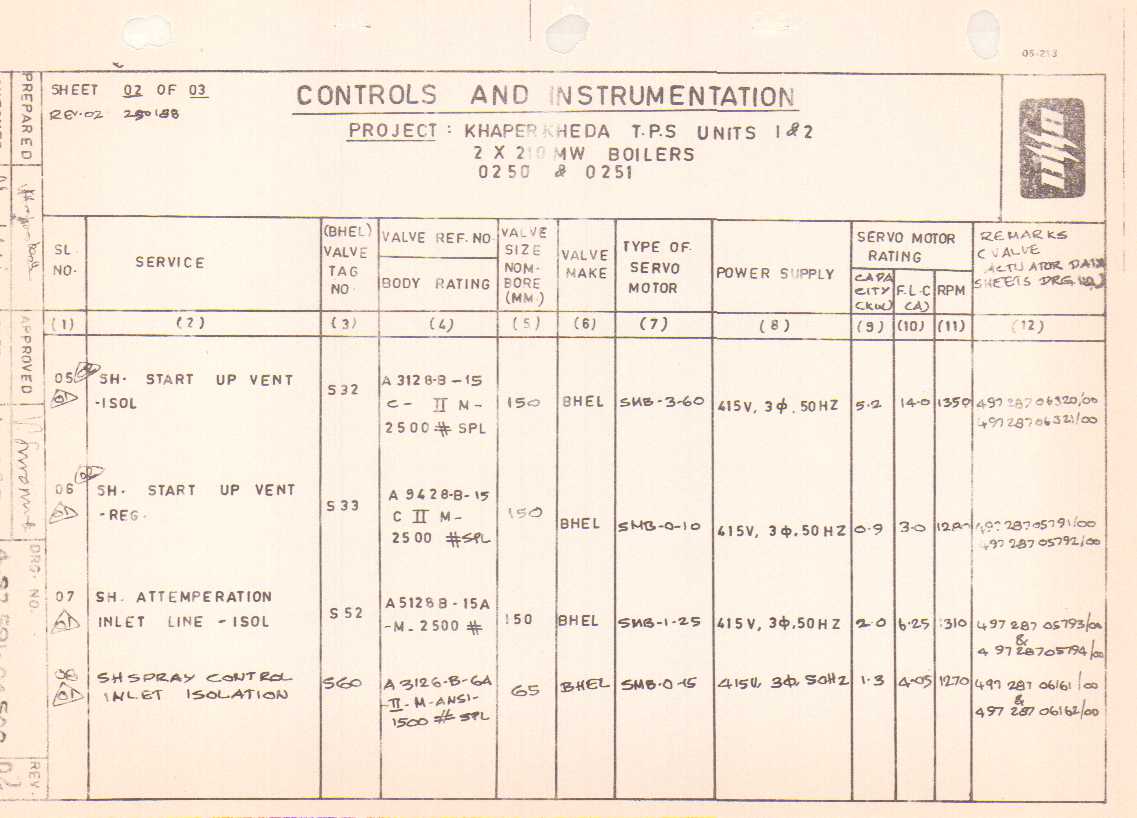 05-213
SHEET 02 OF 03
REV-02
CONTROLS AND INSTRUMENTATION
PROJECT : KHAPERKHEDA T.P.S UNITS 1 & 2
2 X 210 MW BOILERS
0250 & 0251
PREPARED
APPROVED
DRG. NO.
REV.
SL. NO.
SERVICE
(BHEL) VALVE TAG NO.
VALVE REF. NO.
BODY RATING
VALVE SIZE NOM-BORE (MM.)
VALVE MAKE
TYPE OF SERVO MOTOR
POWER SUPPLY
SERVO MOTOR RATING
CAPACITY (KW)
F.L.C (A)
RPM
REMARKS
(VALVE ACTUATOR DATA SHEETS DRG. NO.)
(1) (2) (3) (4) (5) (6) (7) (8) (9) (10) (11) (12)
05 SH. START UP VENT
-ISOL
S32
A 3128-B-15
C- II M-
2500 # SPL
150 BHEL SMB-3-60 415V, 3ф, 50HZ 5.2 14.0 1350
497 287 06320/00
497 287 06321/00
06 SH. START UP VENT
-REG.
S33
A 9428-B-15
C II M-
2500 #SPL
150 BHEL SMB-0-10 415V, 3ф, 50HZ 0.9 3.0
497 287 05791/00
497 287 05792/00
07 SH. ATTEMPERATION
INLET LINE - ISOL
S52
A5128B-15A
-M-2500 #
150 BHEL SMB-1-25 415V, 3ф, 50HZ 2.0 6.25 1310
497 287 05793/00
&
497 287 05794/00
08 SH SPRAY CONTROL
INLET ISOLATION
S60
A 3126-B-6A
-II-M-ANSI-
1500 # SPL
65 BHEL SMB-0-15 415V, 3ф, 50HZ 1.3 4.05 1270
497 287 06161/00
&
497 287 06162/00